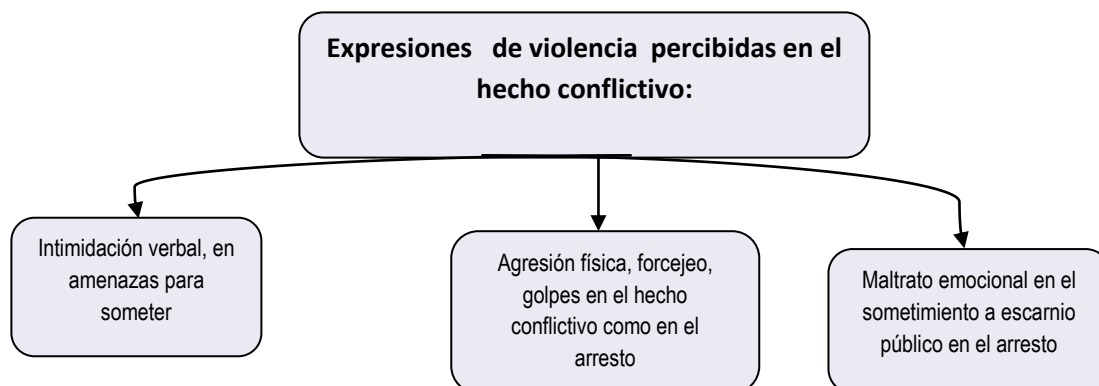 Expresiones de violencia percibidas en el
hecho conflictivo:
Intimidación verbal, en
amenazas para
someter
Agresión física, forcejeo,
golpes en el hecho
conflictivo como en el
arresto
Maltrato emocional en el
sometimiento a escarnio
público en el arresto